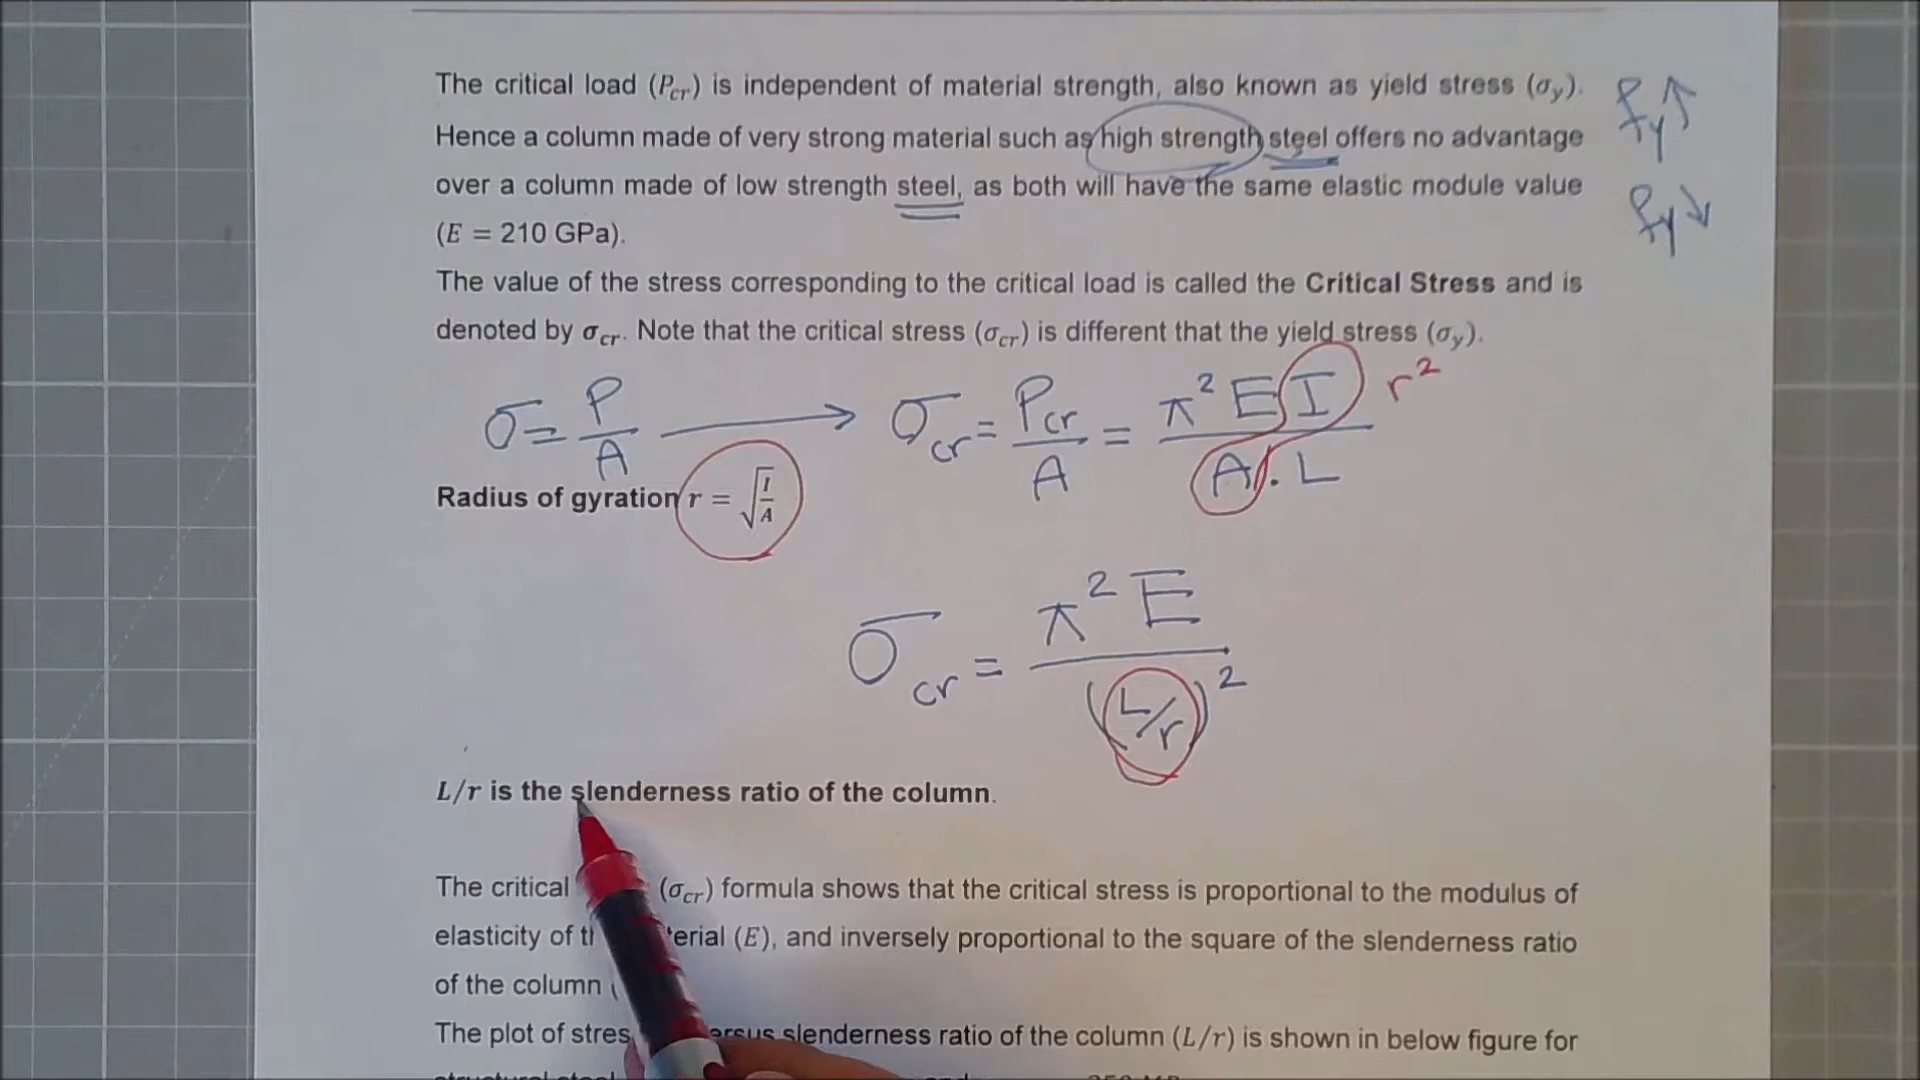 The critical load (Pcr) is independent of material strength, also known as yield stress (σy).
fy↑
Hence a column made of very strong material such as high strength steel offers no advantage
over a column made of low strength steel, as both will have the same elastic module value
fy↓
(E = 210 GPa).
The value of the stress corresponding to the critical load is called the Critical Stress and is
denoted by σcr. Note that the critical stress (σcr) is different that the yield stress (σy).
σ = P/A → σcr = Pcr/A = π² E I / A . L r²
Radius of gyration r = √(I/A)
σcr = π² E / (L/r)²
L/r is the slenderness ratio of the column.
The critical (σcr) formula shows that the critical stress is proportional to the modulus of
elasticity of erial (E), and inversely proportional to the square of the slenderness ratio
of the column (
The plot of stres ersus slenderness ratio of the column (L/r) is shown in below figure for